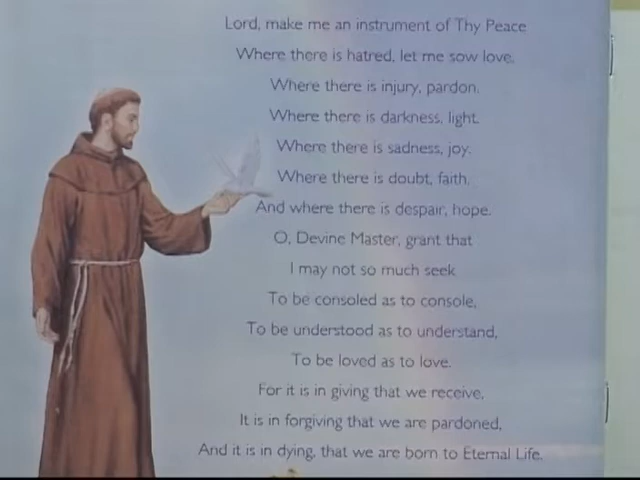 Lord, make me an instrument of Thy Peace
Where there is hatred, let me sow love.
Where there is injury, pardon.
Where there is darkness, light.
Where there is sadness, joy.
Where there is doubt, faith.
And where there is despair, hope.
O, Devine Master, grant that
I may not so much seek
To be consoled as to console,
To be understood as to understand,
To be loved as to love.
For it is in giving that we receive,
It is in forgiving that we are pardoned,
And it is in dying, that we are born to Eternal Life.